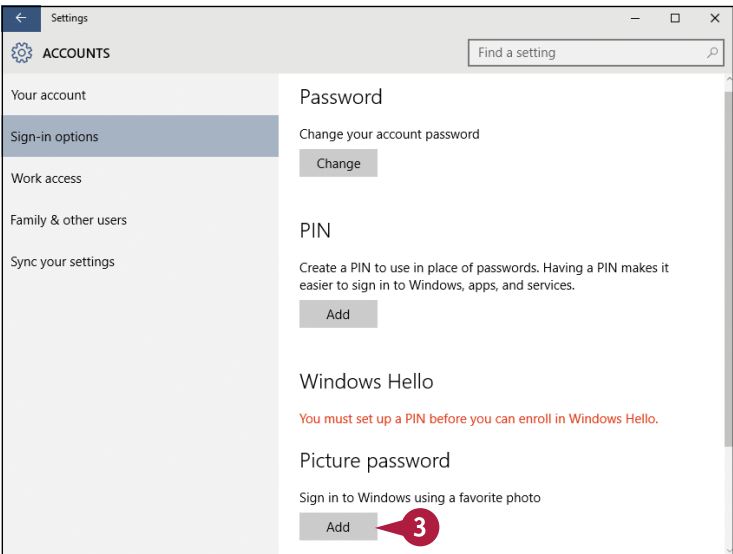 Settings
ACCOUNTS
Find a setting
Your account
Sign-in options
Work access
Family & other users
Sync your settings
Password
Change your account password
Change
PIN
Create a PIN to use in place of passwords. Having a PIN makes it
easier to sign in to Windows, apps, and services.
Add
Windows Hello
You must set up a PIN before you can enroll in Windows Hello.
Picture password
Sign in to Windows using a favorite photo
Add
3